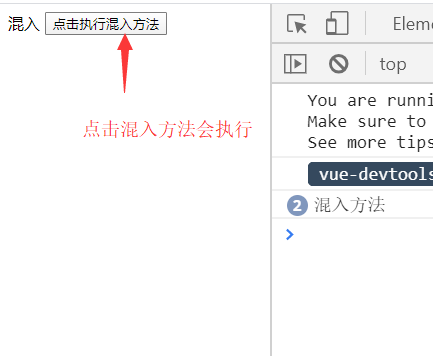 混入 点击执行混入方法
点击混入方法会执行
Eleme
top
You are runni
Make sure to
See more tips
vue-devtools
2 混入方法